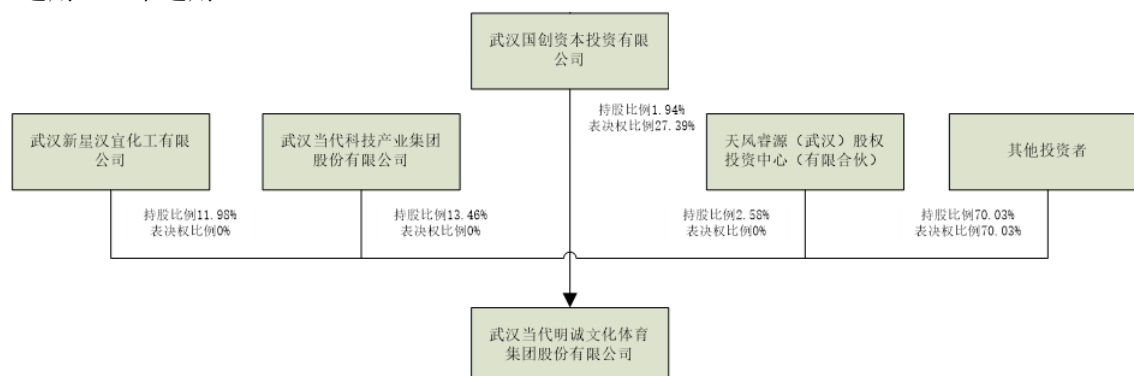 武汉国创资本投资有限
公司
持股比例1.94%
表决权比例27.39%
武汉新星汉宜化工有限
公司
武汉当代科技产业集团
股份有限公司
天风睿源（武汉）股权
投资中心（有限合伙）
其他投资者
持股比例11.98%
表决权比例0%
持股比例13.46%
表决权比例0%
持股比例2.58%
表决权比例0%
持股比例70.03%
表决权比例70.03%
武汉当代明诚文化体育
集团股份有限公司